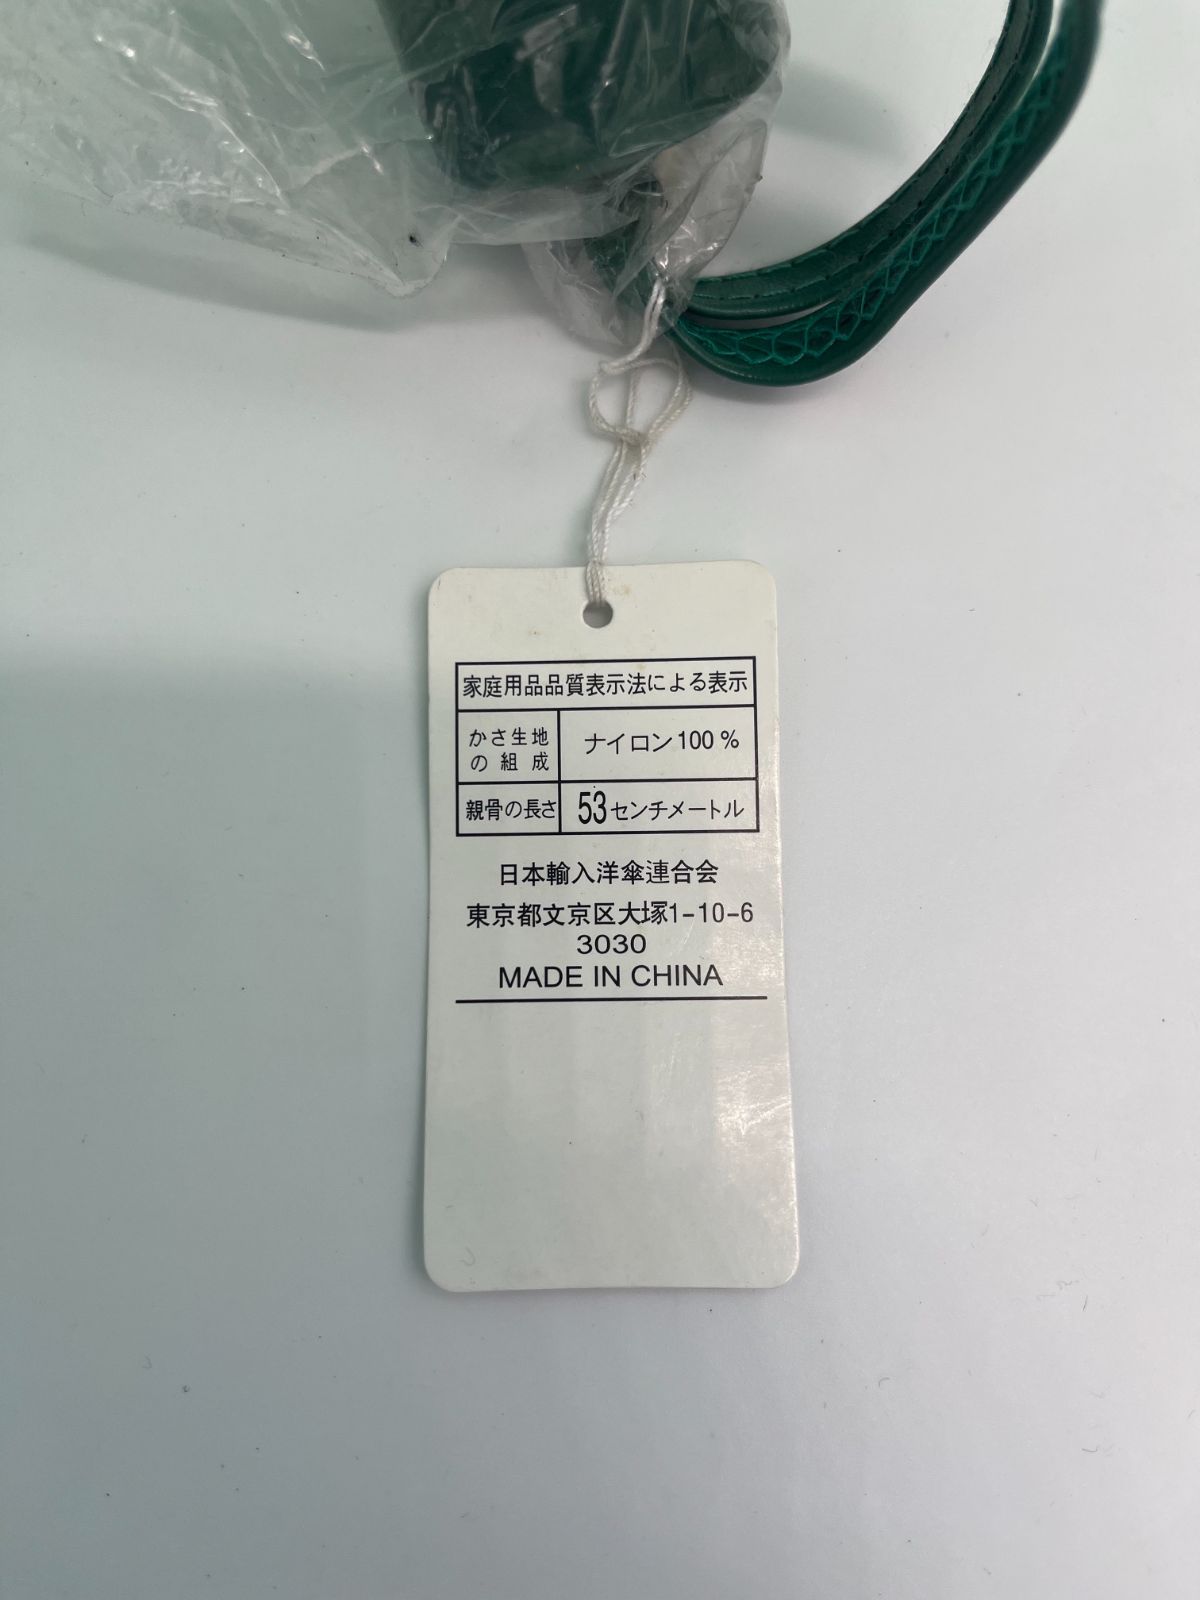 家庭用品品質表示法による表示
かさ生地の組成 ナイロン100%
親骨の長さ 53センチメートル
日本輸入洋傘連合会
東京都文京区大塚1-10-6
3030
MADE IN CHINA